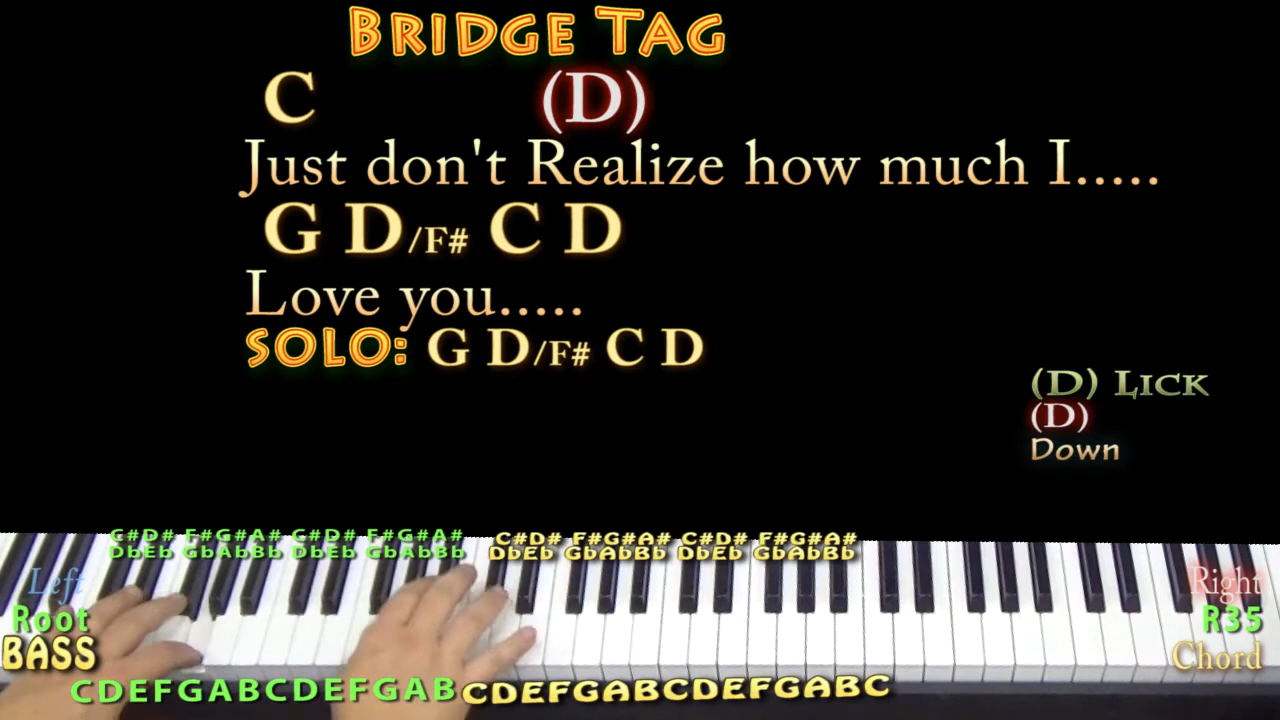 BRIDGE TAG
C (D)
Just don't Realize how much I.....
G D/F# C D
Love you.....
SOLO: G D/F# C D
(D) LICK
(D)
Down
C#D# F#G#A# C#D# F#G#A# C#D# F#G#A# C#D# F#G#A#
DbEb GbAbBb DbEb GbAbBb DbEb GbAbBb DbEb GbAbBb
Left Right
Root R35
BASS Chord
CDEFGABCDEFGAB CDEFGABCDEFGABC